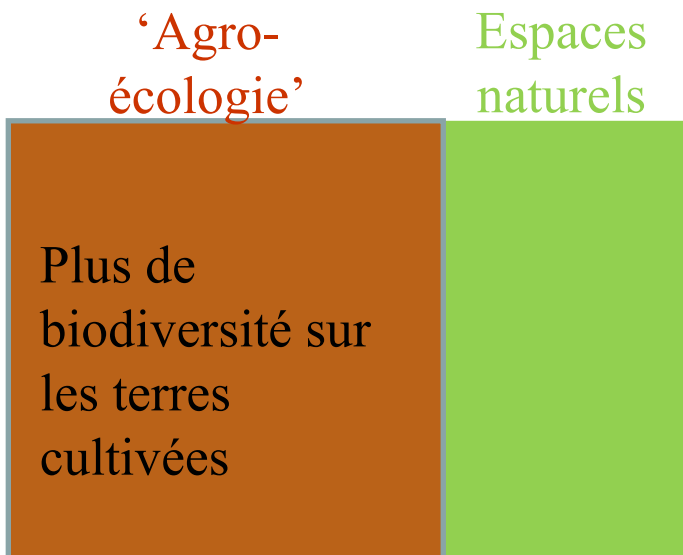 ‘Agro-
écologie’
Espaces
naturels
Plus de
biodiversité sur
les terres
cultivées